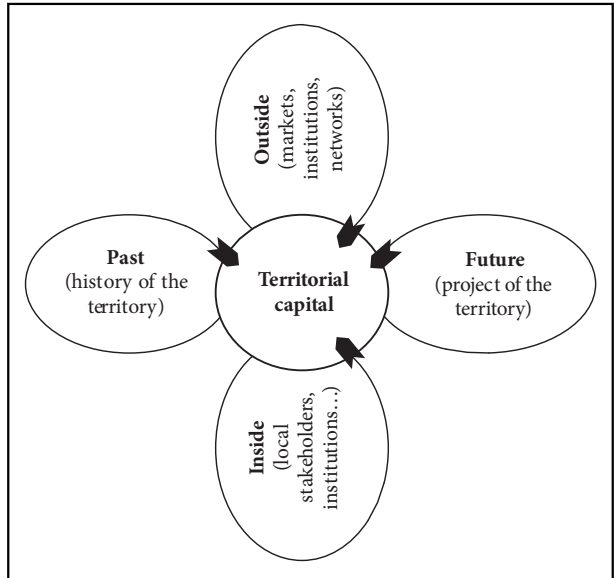 Outside
(markets,
institutions,
networks)
Past
(history of the
territory)
Territorial
capital
Future
(project of the
territory)
Inside
(local
stakeholders,
institutions…)